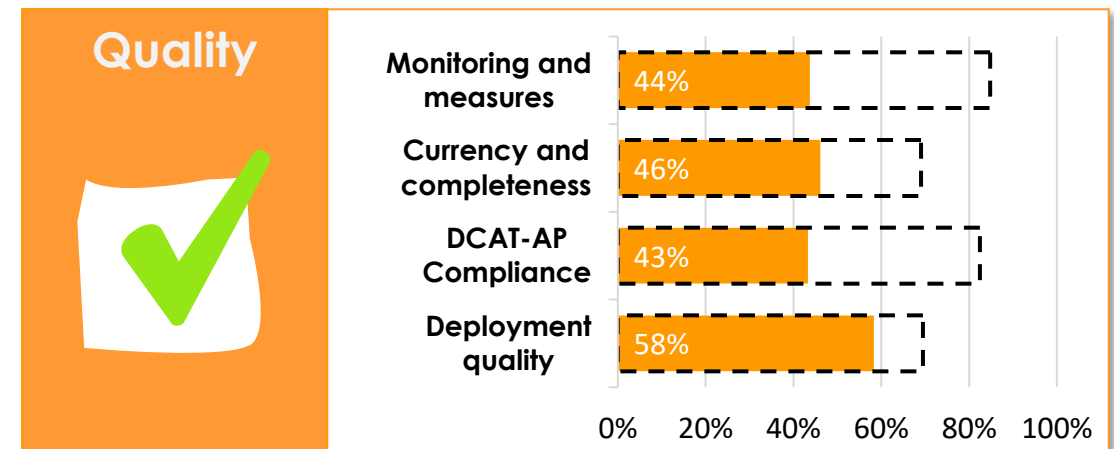 Quality
Monitoring and
measures
44%
Currency and
completeness
46%
DCAT-AP
Compliance
43%
Deployment
quality
58%
0% 20% 40% 60% 80% 100%